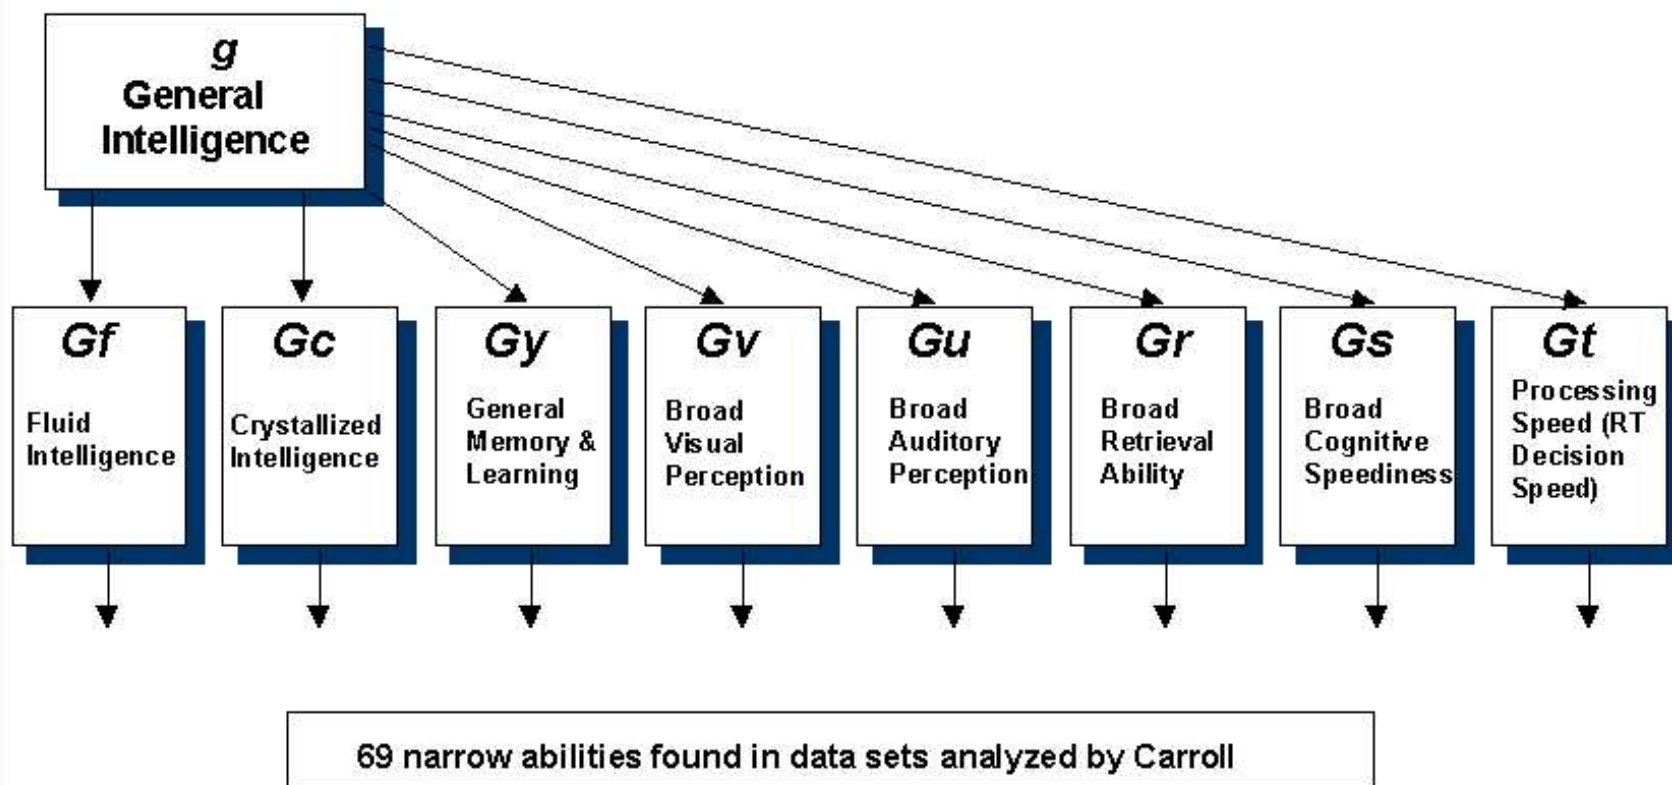 g
General
Intelligence
Gf
Fluid
Intelligence
Gc
Crystallized
Intelligence
Gy
General
Memory &
Learning
Gv
Broad
Visual
Perception
Gu
Broad
Auditory
Perception
Gr
Broad
Retrieval
Ability
Gs
Broad
Cognitive
Speediness
Gt
Processing
Speed (RT
Decision
Speed)
69 narrow abilities found in data sets analyzed by Carroll